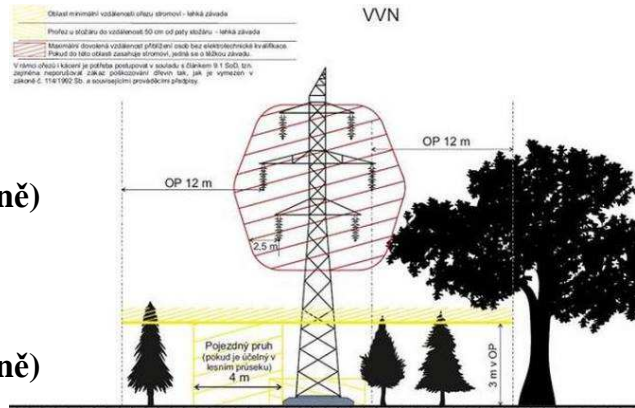 VVN
Oblast minimální vzdálenosti ořezu stromoví - lehká závada
Prořez u stožáru do vzdálenosti 50 cm od paty stožáru - lehká závada
Maximální dovolená vzdálenost přiblížení osob bez elektrotechnické kvalifikace.
Pokud do této oblasti zasahuje stromoví, jedná se o těžkou závadu.
V rámci ořezů i kácení je potřeba postupovat v souladu s článkem 9.1 SoD, tzn.
zejména neporušovat zákaz poškozování dřevin tak, jak je vymezen v
zákoně č. 114/1992 Sb. a souvisejícími prováděcími předpisy.
OP 12 m
OP 12 m
ně)
2,5 m
Pojezdný pruh
(pokud je účelný v
lesním průseku)
4 m
3 m v OP
ně)